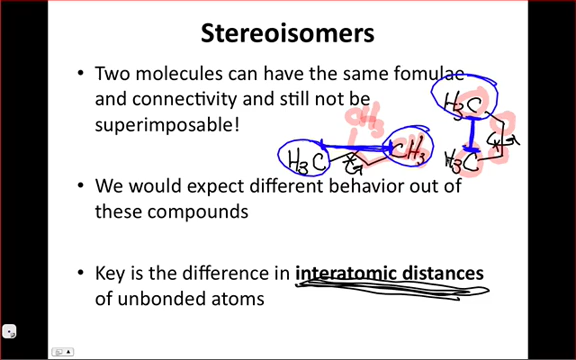 Stereoisomers
• Two molecules can have the same fomulae
and connectivity and still not be
superimposable!
CH3
H3C
CH3
H3C
H3C
• We would expect different behavior out of
these compounds
• Key is the difference in interatomic distances
of unbonded atoms